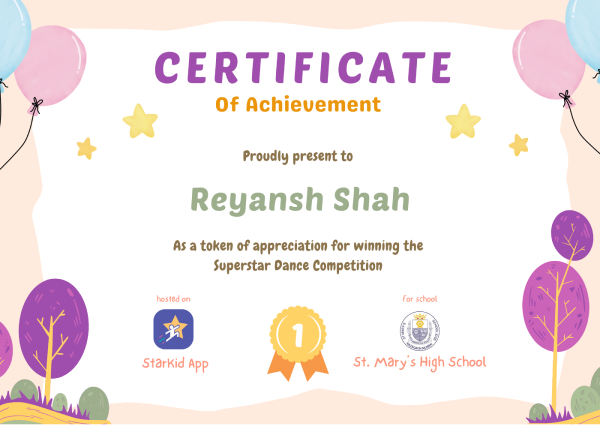 CERTIFICATE
Of Achievement
Proudly present to
Reyansh Shah
As a token of appreciation for winning the
Superstar Dance Competition
hosted on
for school
1
StarKid App
St. Mary's High School